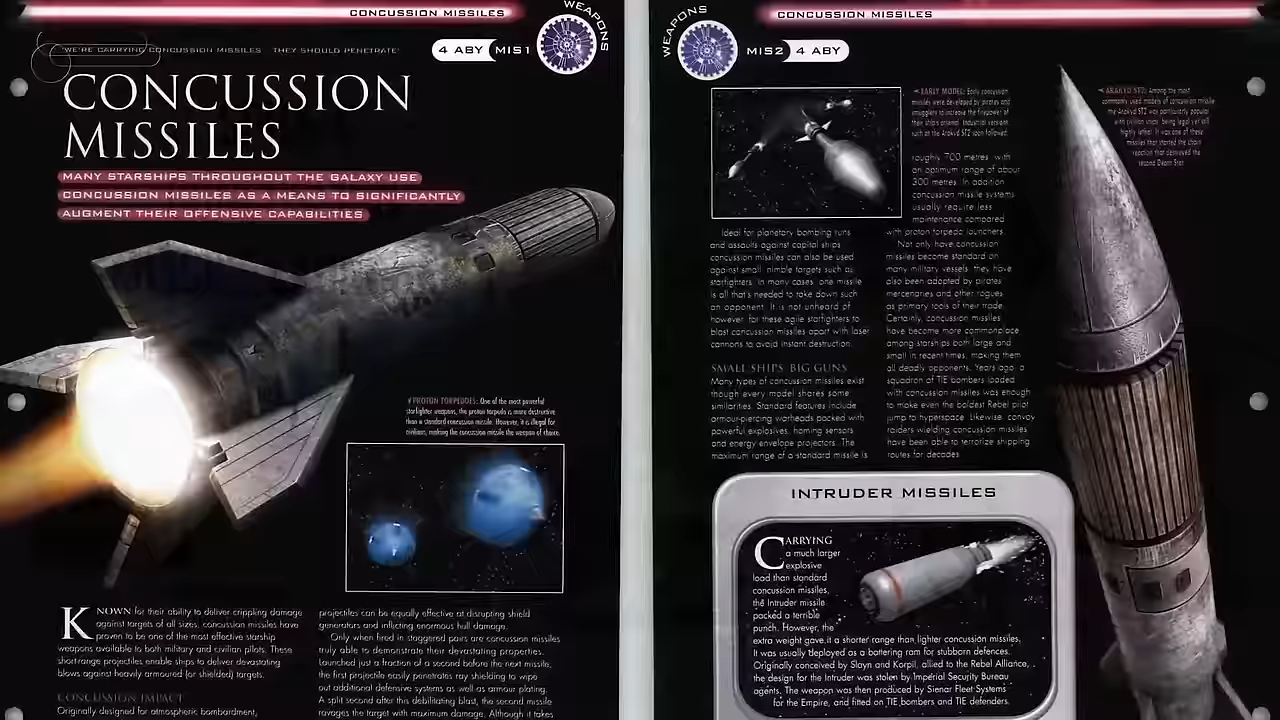 CONCUSSION MISSILES
WEAPONS
"WE'RE CARRYING CONCUSSION MISSILES THEY SHOULD PENETRATE"
4 ABY
MIS1
CONCUSSION
MISSILES
MANY STARSHIPS THROUGHOUT THE GALAXY USE
CONCUSSION MISSILES AS A MEANS TO SIGNIFICANTLY
AUGMENT THEIR OFFENSIVE CAPABILITIES
PROTON TORPEDOES: One of the most powerful
starfighter weapons, the proton torpedo is more destructive
than a standard concussion missile. However, it is illegal for
civilians, making the concussion missile the weapon of choice.
KNOWN for their ability to deliver crippling damage
against targets of all sizes, concussion missiles have
proven to be one of the most effective starship
weapons available to both military and civilian pilots. These
short-range projectiles enable ships to deliver devastating
blows against heavily armoured (or shielded) targets.
CONCUSSION IMPACT
Originally designed for atmospheric bombardment,
projectiles can be equally effective at disrupting shield
generators and inflicting enormous hull damage.
Only when fired in staggered pairs are concussion missiles
truly able to demonstrate their devastating properties.
Launched just a fraction of a second before the next missile,
the first projectile easily penetrates ray shielding to wipe
out additional defensive systems as well as armour plating.
A split second after this debilitating blast, the second missile
ravages the target with maximum damage. Although it takes
CONCUSSION MISSILES
WEAPONS
MIS2
4 ABY
EARLY MODEL: Early concussion
missiles were developed by pirates and
smugglers to increase the firepower of
their ships arsenal. Industrial versions
such as the Arakyd ST2 soon followed.
ARAKYD ST2: Among the most
commonly used models of concussion missile
the Arakyd ST2 was particularly popular
with civilian ships, being legal yet still
highly lethal. It was one of these
missiles that started the chain
reaction that destroyed the
second Death Star.
Ideal for planetary bombing runs
and assaults against capital ships
concussion missiles can also be used
against small, nimble targets such as
starfighters. In many cases, one missile
is all that's needed to take down such
an opponent. It is not unheard of
however, for these agile starfighters to
blast concussion missiles apart with laser
cannons to avoid instant destruction.
SMALL SHIPS, BIG GUNS
Many types of concussion missiles exist
though every model shares some
similarities. Standard features include
armour-piercing warheads packed with
powerful explosives, homing sensors
and energy envelope projectors. The
maximum range of a standard missile is
roughly 700 metres, with
an optimum range of about
300 metres. In addition
concussion missile systems
usually require less
maintenance compared
with proton torpedo launchers.
Not only have concussion
missiles become standard on
many military vessels, they have
also been adopted by pirates
mercenaries and other rogues
as primary tools of their trade.
Certainly, concussion missiles
have become more commonplace
among starships both large and
small in recent times, making them
all deadly opponents. Years ago, a
squadron of TIE bombers loaded
with concussion missiles was enough
to make even the boldest Rebel pilot
jump to hyperspace. Likewise, convoy
raiders wielding concussion missiles
have been able to terrorize shipping
routes for decades.
INTRUDER MISSILES
CARRYING
a much larger
explosive
load than standard
concussion missiles,
the Intruder missile
packed a terrible
punch. However, the
extra weight gave it a shorter range than lighter concussion missiles.
It was usually deployed as a battering ram for stubborn defences.
Originally conceived by Slayn and Korpil, allied to the Rebel Alliance,
the design for the Intruder was stolen by Imperial Security Bureau
agents. The weapon was then produced by Sienar Fleet Systems
for the Empire, and fitted on TIE bombers and TIE defenders.